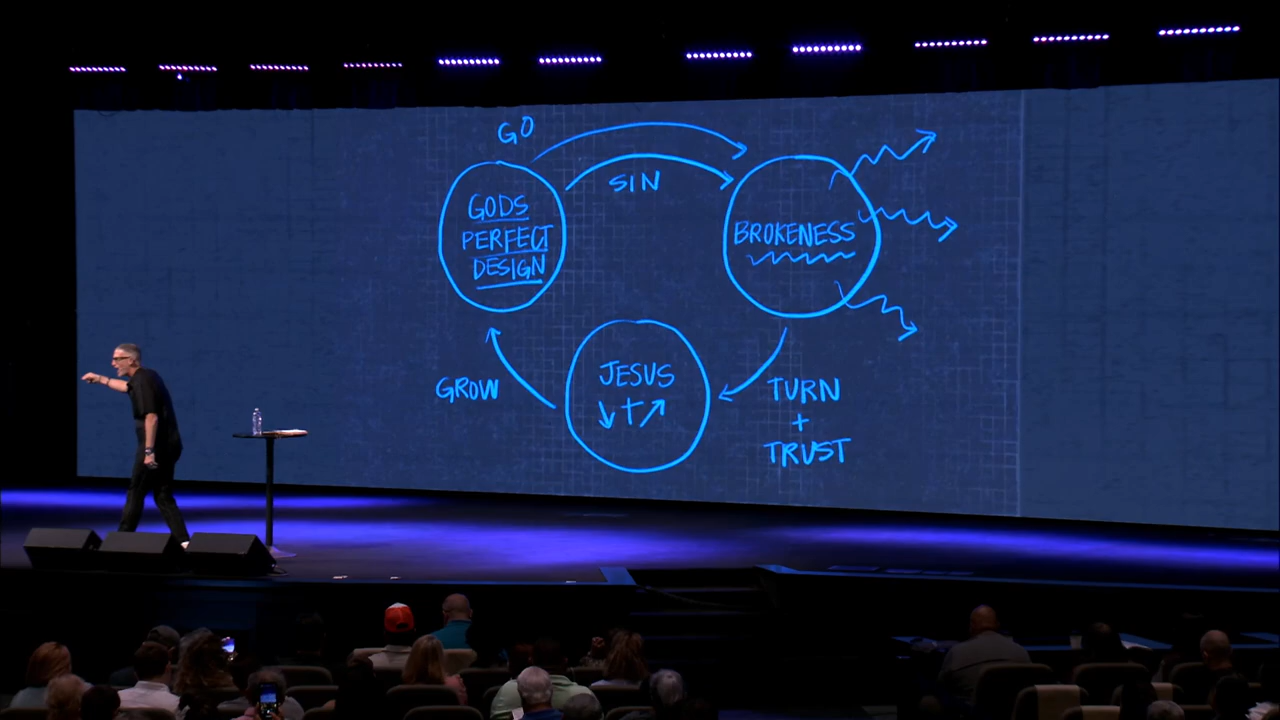 GO
SIN
GODS
PERFECT
DESIGN
BROKENESS
JESUS
GROW
TURN
+
TRUST